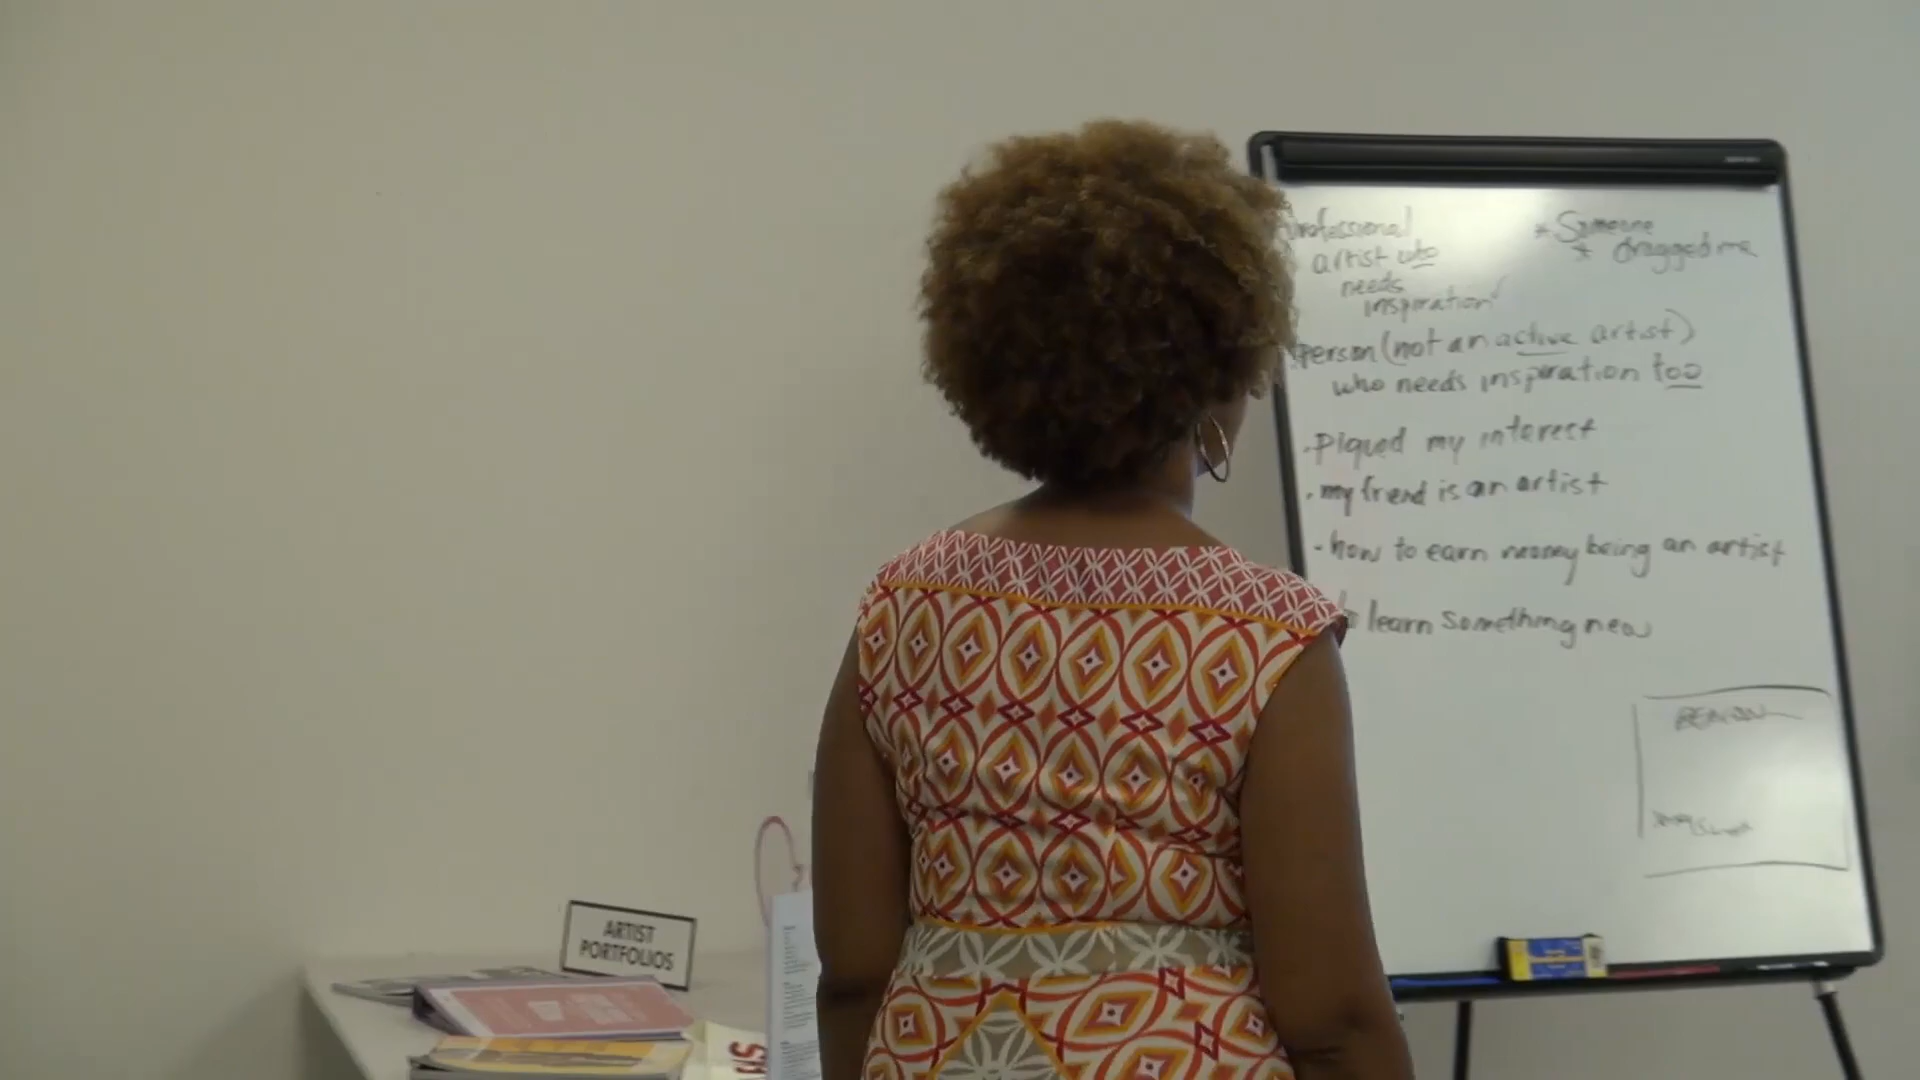 Professional
artist who
needs
inspiration
* Someone
* dragged me
person (not an active artist)
who needs inspiration too
• piqued my interest
• my friend is an artist
- how to earn money being an artist
to learn something new
ARTIST
PORTFOLIOS